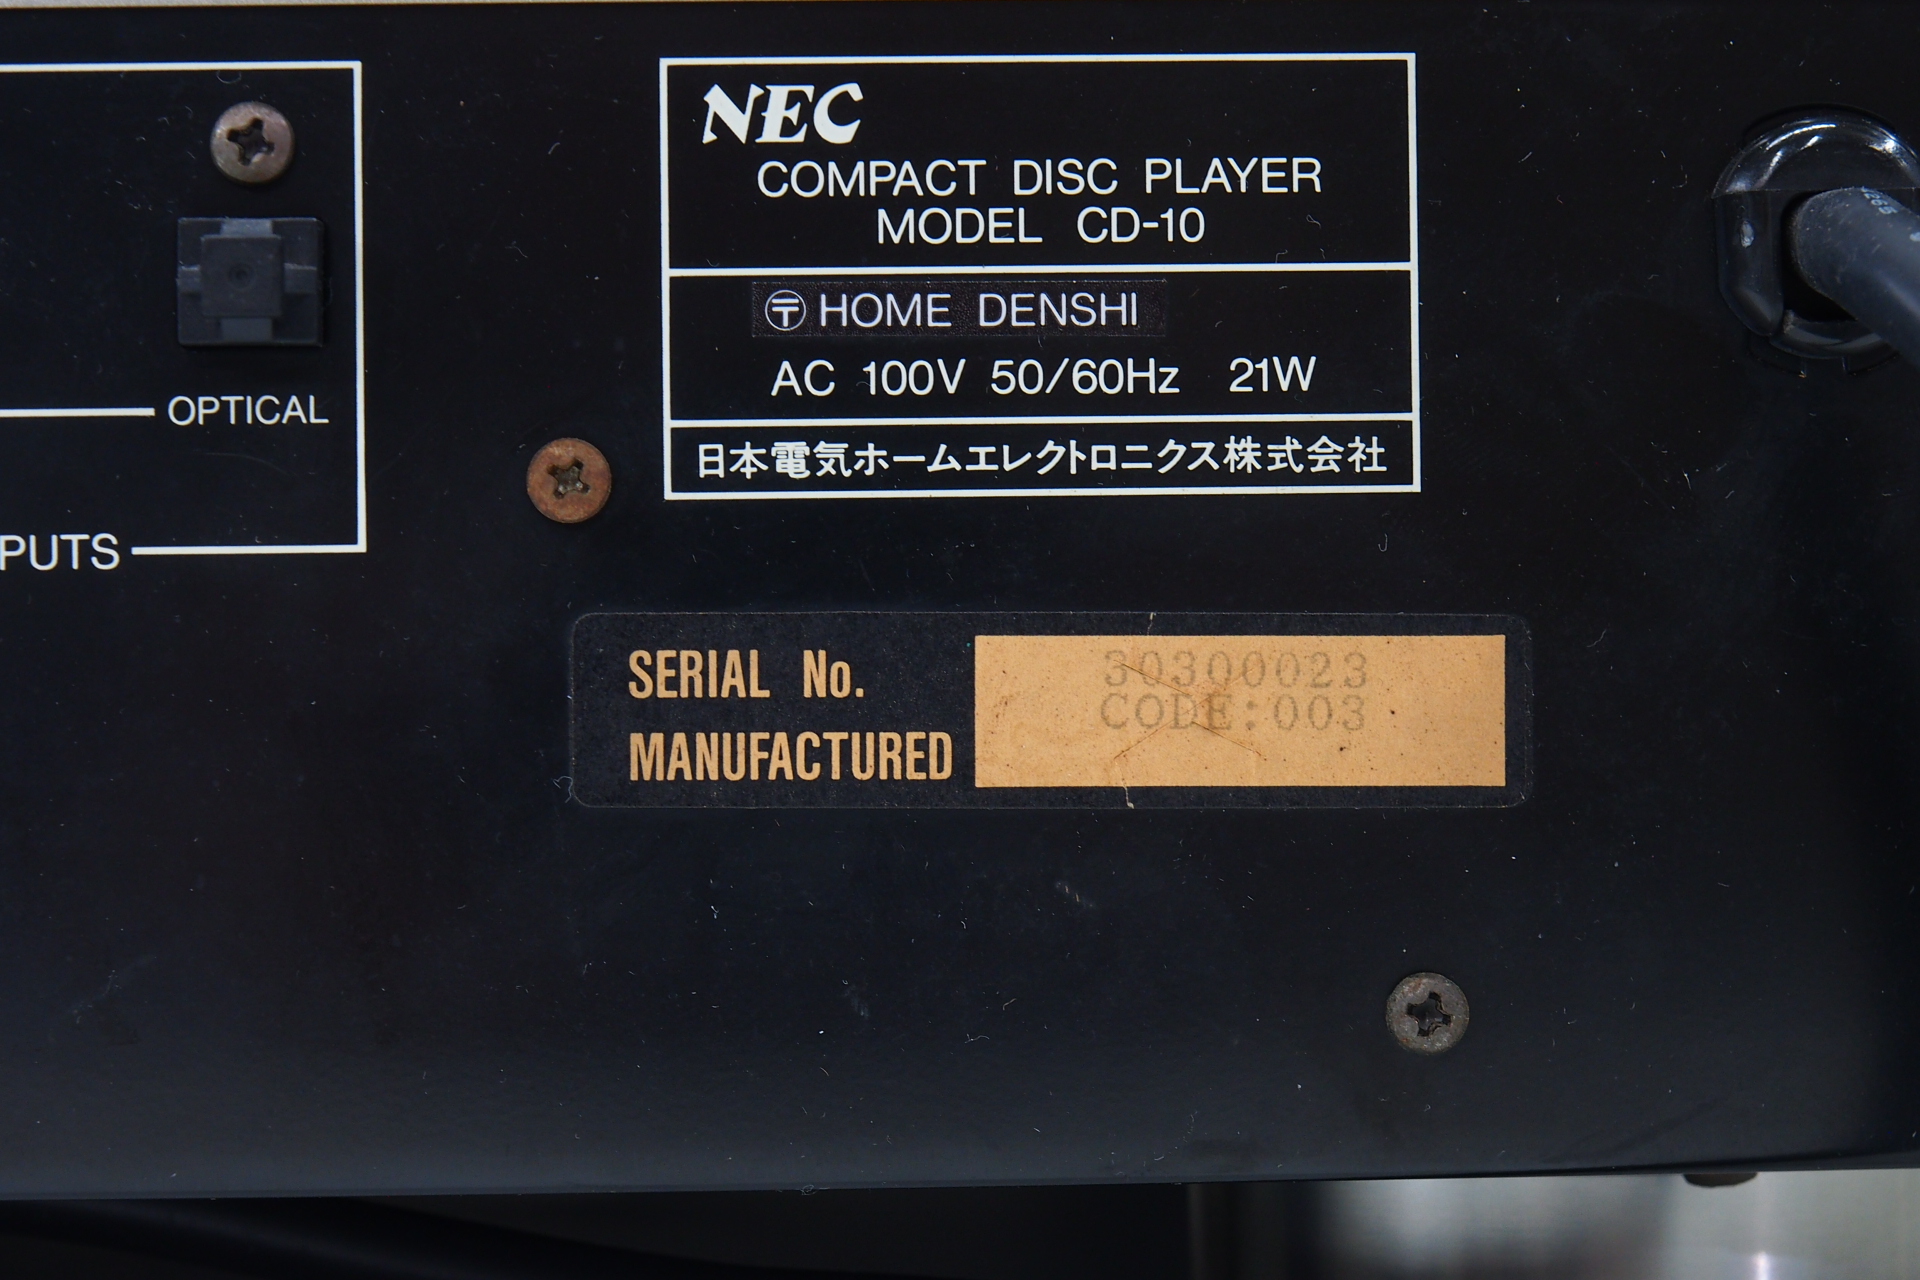 NEC
COMPACT DISC PLAYER
MODEL CD-10
〒 HOME DENSHI
AC 100V 50/60Hz 21W
日本電気ホームエレクトロニクス株式会社
OPTICAL
PUTS
SERIAL No. 30300023
CODE:003
MANUFACTURED